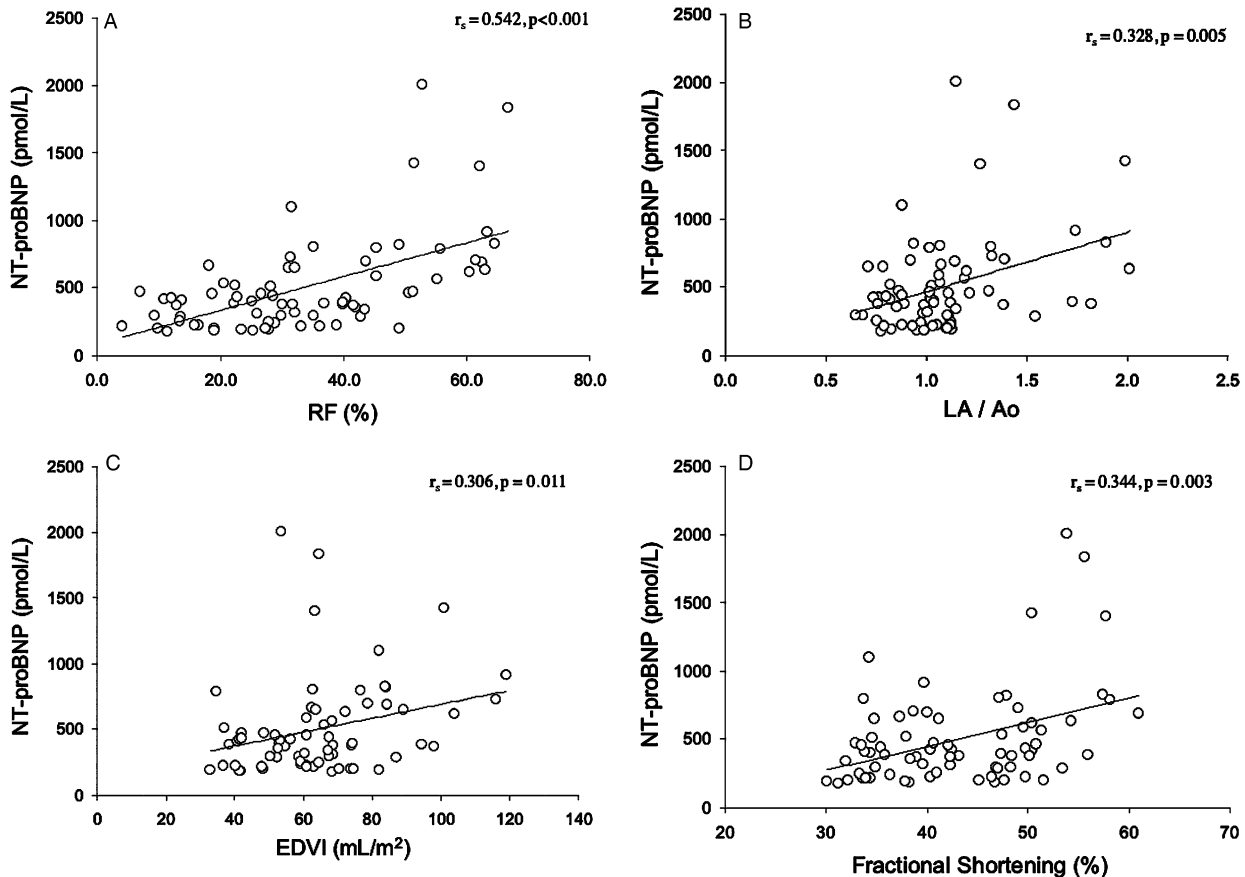 A
r_s = 0.542, p<0.001
NT-proBNP (pmol/L)
2500
2000
1500
1000
500
0
0.0 20.0 40.0 60.0 80.0
RF (%)
B
r_s = 0.328, p = 0.005
NT-proBNP (pmol/L)
2500
2000
1500
1000
500
0
0.0 0.5 1.0 1.5 2.0 2.5
LA / Ao
C
r_s = 0.306, p = 0.011
NT-proBNP (pmol/L)
2500
2000
1500
1000
500
0
0 20 40 60 80 100 120 140
EDVI (mL/m²)
D
r_s = 0.344, p = 0.003
NT-proBNP (pmol/L)
2500
2000
1500
1000
500
0
20 30 40 50 60 70
Fractional Shortening (%)